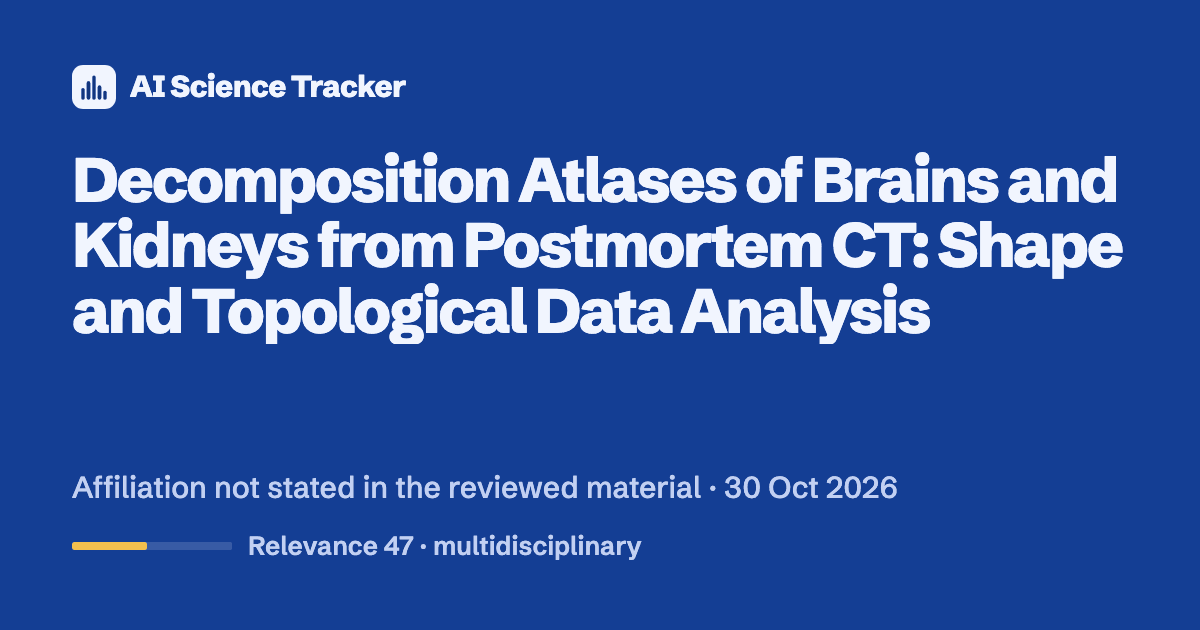 AI Science Tracker
Decomposition Atlases of Brains and
Kidneys from Postmortem CT: Shape
and Topological Data Analysis
Affiliation not stated in the reviewed material · 30 Oct 2026
Relevance 47 · multidisciplinary